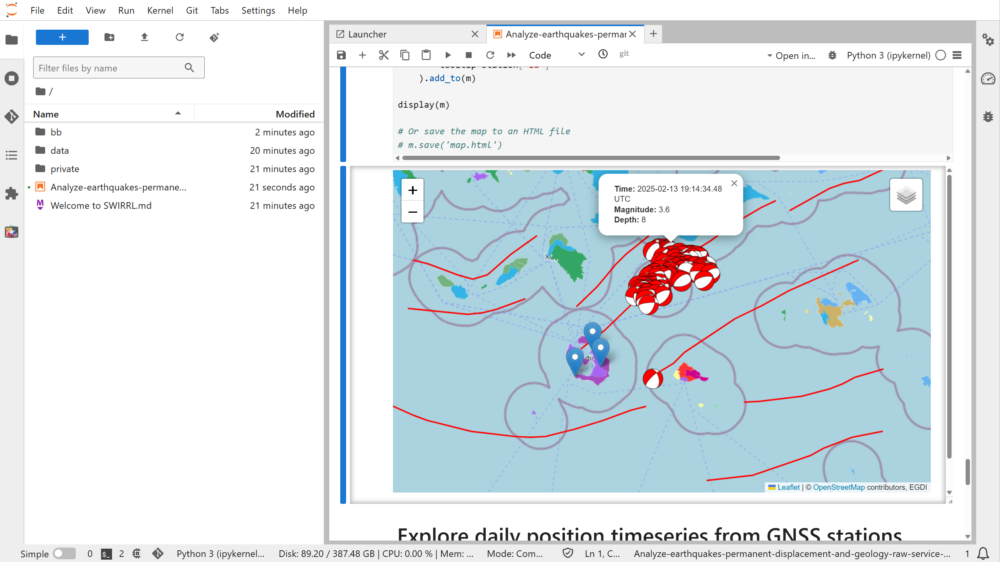 File Edit View Run Kernel Git Tabs Settings Help
Launcher
Analyze-earthquakes-permar
Code
git
Open in...
Python 3 (ipykernel)
Filter files by name
/
Name Modified
bb 2 minutes ago
data 20 minutes ago
private 21 minutes ago
Analyze-earthquakes-permane... 21 seconds ago
Welcome to SWIRRL.md 21 minutes ago
).add_to(m)
display(m)
# Or save the map to an HTML file
# m.save('map.html')
+
−
Time: 2025-02-13 19:14:34.48
UTC
Magnitude: 3.6
Depth: 8
Leaflet | © OpenStreetMap contributors, EGDI
Explore daily position timeseries from GNSS stations
Simple 0 2 Python 3 (ipykernel... Disk: 89.20 / 387.48 GB | CPU: 0.00 % | Mem: ... Mode: Com... Ln 1, C... Analyze-earthquakes-permanent-displacement-and-geology-raw-service-... 1